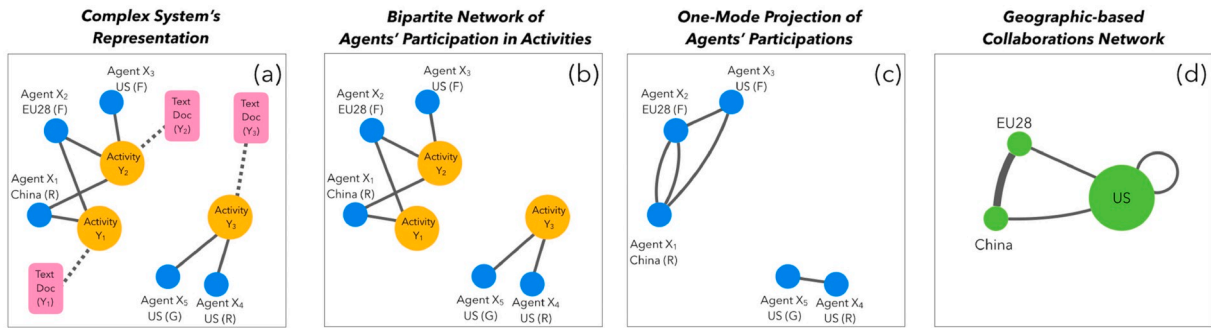 Complex System's
Representation
(a)
Agent X₃
US (F)
Agent X₂
EU28 (F)
Text
Doc
(Y₂)
Text
Doc
(Y₃)
Activity
Y₂
Agent X₁
China (R)
Activity
Y₁
Activity
Y₃
Text
Doc
(Y₁)
Agent X₅
US (G)
Agent X₄
US (R)
Bipartite Network of
Agents' Participation in Activities
(b)
Agent X₃
US (F)
Agent X₂
EU28 (F)
Activity
Y₂
Agent X₁
China (R)
Activity
Y₁
Activity
Y₃
Agent X₅
US (G)
Agent X₄
US (R)
One-Mode Projection of
Agents' Participations
(c)
Agent X₃
US (F)
Agent X₂
EU28 (F)
Agent X₁
China (R)
Agent X₅
US (G)
Agent X₄
US (R)
Geographic-based
Collaborations Network
(d)
EU28
US
China